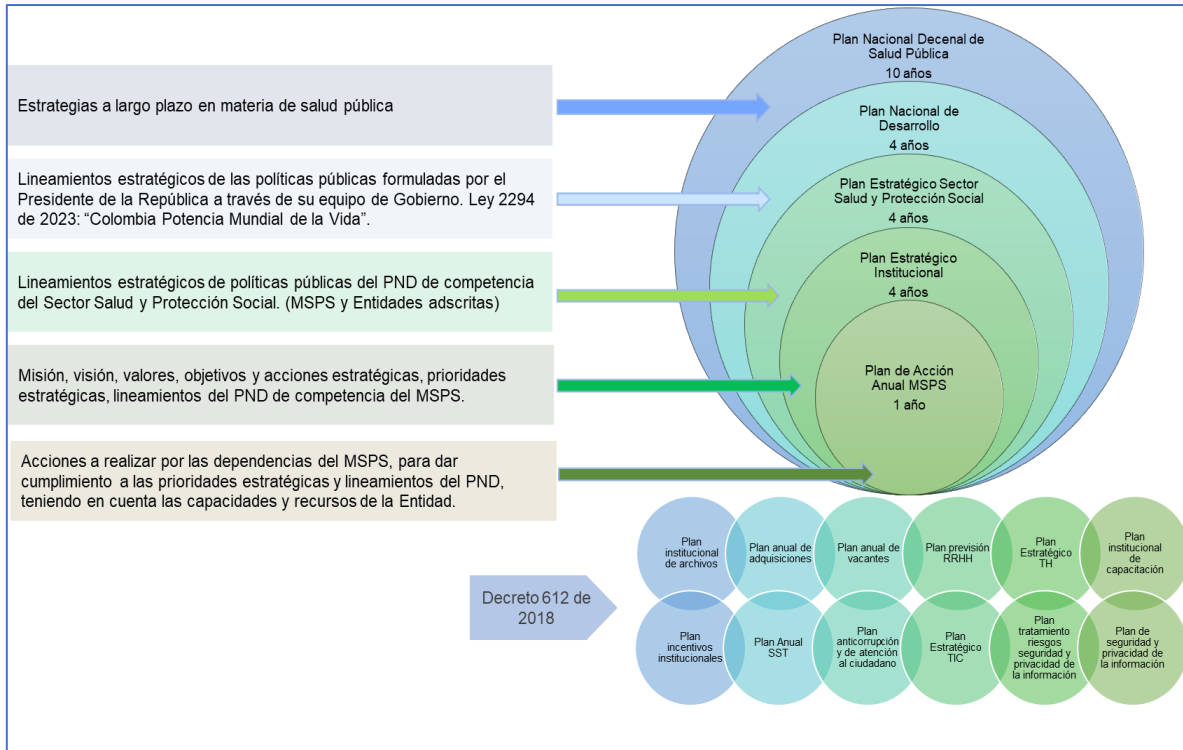 Estrategias a largo plazo en materia de salud pública
Lineamientos estratégicos de las políticas públicas formuladas por el
Presidente de la República a través de su equipo de Gobierno. Ley 2294
de 2023: “Colombia Potencia Mundial de la Vida”.
Lineamientos estratégicos de políticas públicas del PND de competencia
del Sector Salud y Protección Social. (MSPS y Entidades adscritas)
Misión, visión, valores, objetivos y acciones estratégicas, prioridades
estratégicas, lineamientos del PND de competencia del MSPS.
Acciones a realizar por las dependencias del MSPS, para dar
cumplimiento a las prioridades estratégicas y lineamientos del PND,
teniendo en cuenta las capacidades y recursos de la Entidad.
Plan Nacional Decenal de
Salud Pública
10 años
Plan Nacional de
Desarrollo
4 años
Plan Estratégico Sector
Salud y Protección Social
4 años
Plan Estratégico
Institucional
4 años
Plan de Acción
Anual MSPS
1 año
Decreto 612 de
2018
Plan
institucional
de archivos
Plan anual de
adquisiciones
Plan anual de
vacantes
Plan previsión
RRHH
Plan
Estratégico
TH
Plan
institucional
de
capacitación
Plan
incentivos
institucionales
Plan Anual
SST
Plan
anticorrupción
y de atención
al ciudadano
Plan
Estratégico
TIC
Plan
tratamiento
riesgos
seguridad y
privacidad de
la información
Plan de
seguridad y
privacidad de
la información